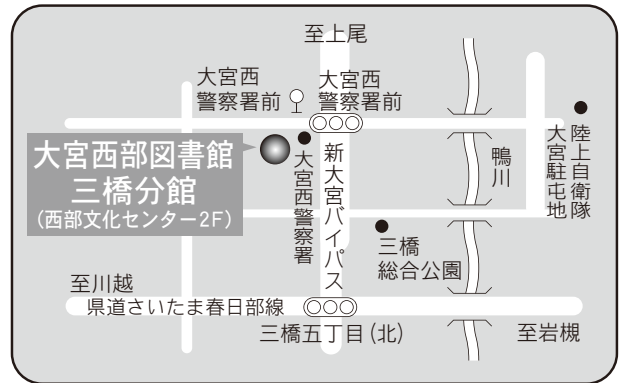 至上尾
大宮西
警察署前
大宮西
警察署前
大宮西部図書館
三橋分館
(西部文化センター2F)
大宮西警察署
新大宮バイパス
鴨川
陸上自衛隊
大宮駐屯地
三橋
総合公園
至川越
県道さいたま春日部線
三橋五丁目(北)
至岩槻